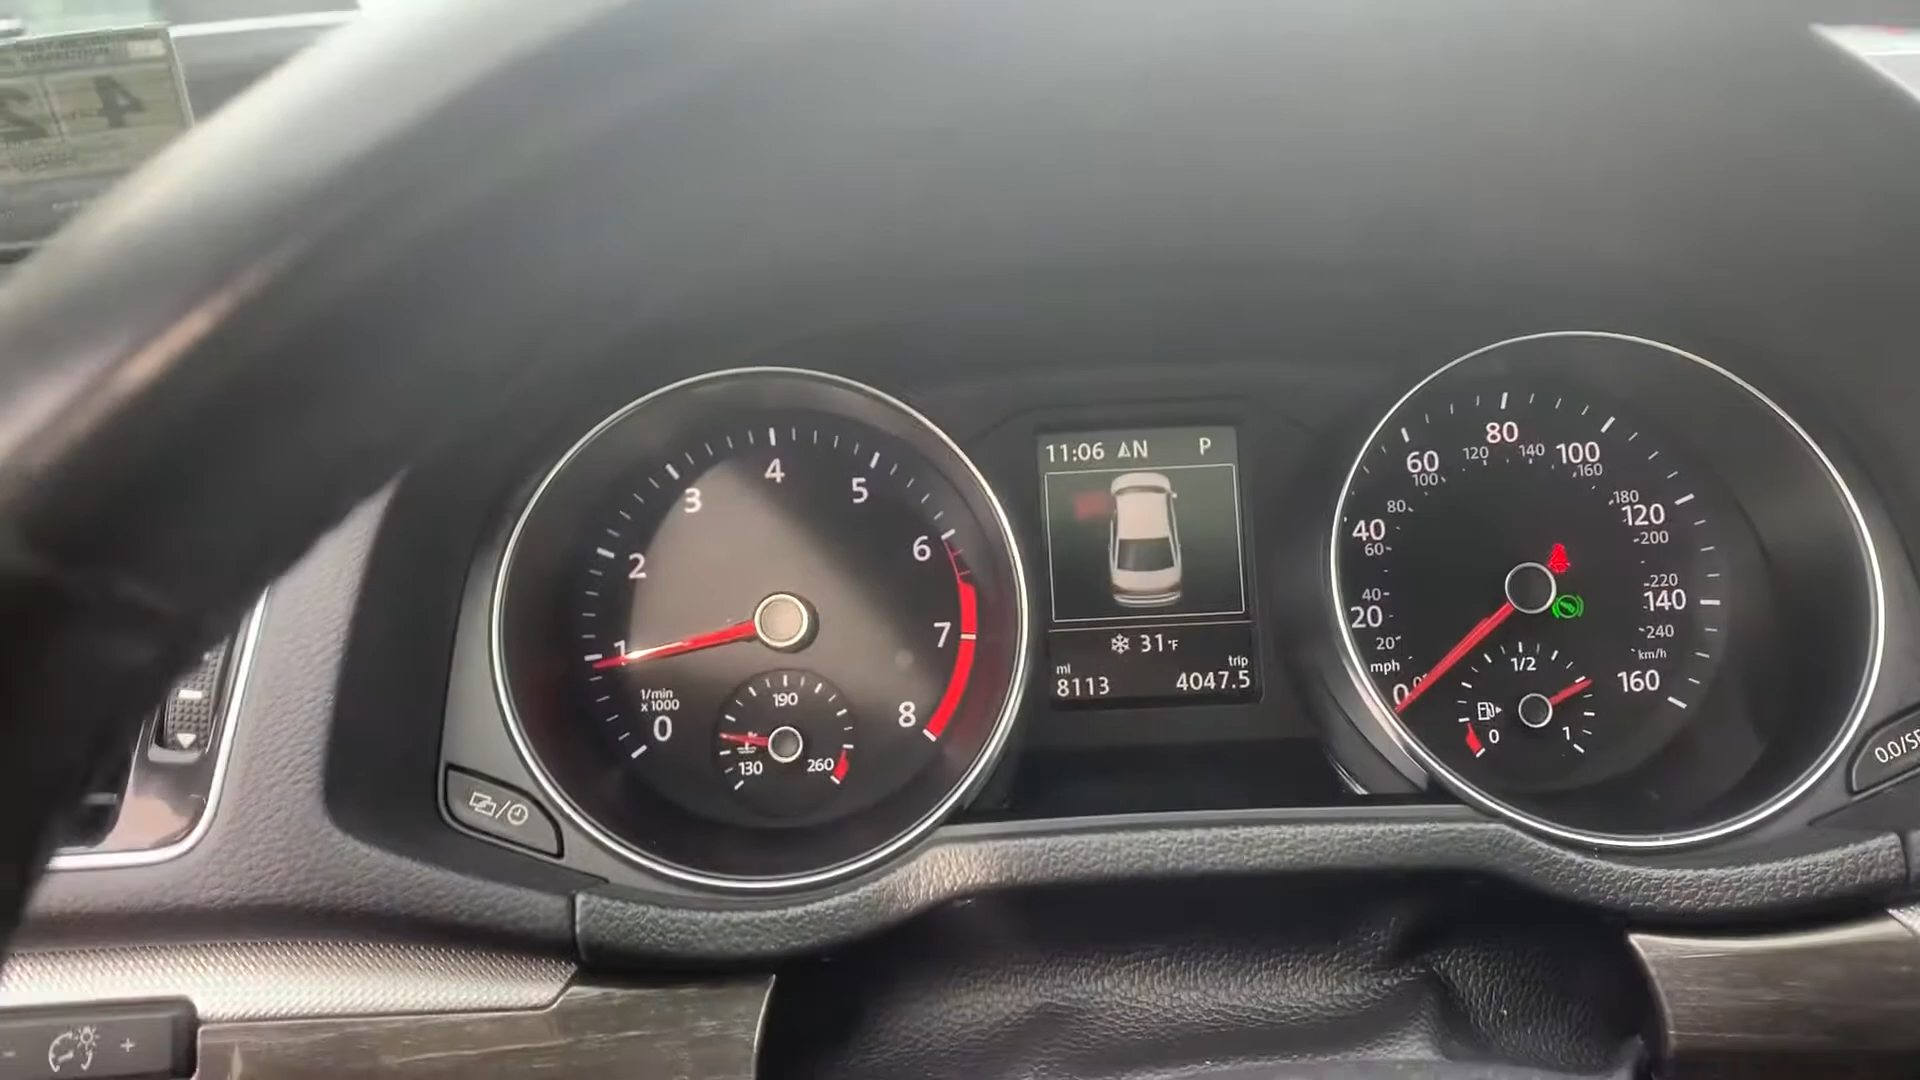 2 4
1 2 3 4 5 6 7 8
1/min
x 1000
0
190
130 260
11:06 N P
31°F
mi trip
8113 4047.5
0 20 40 60 80 100 120 140 160
20 40 60 80 100 120 140 160 180 200 220 240
mph
km/h
1/2
0 1
- +